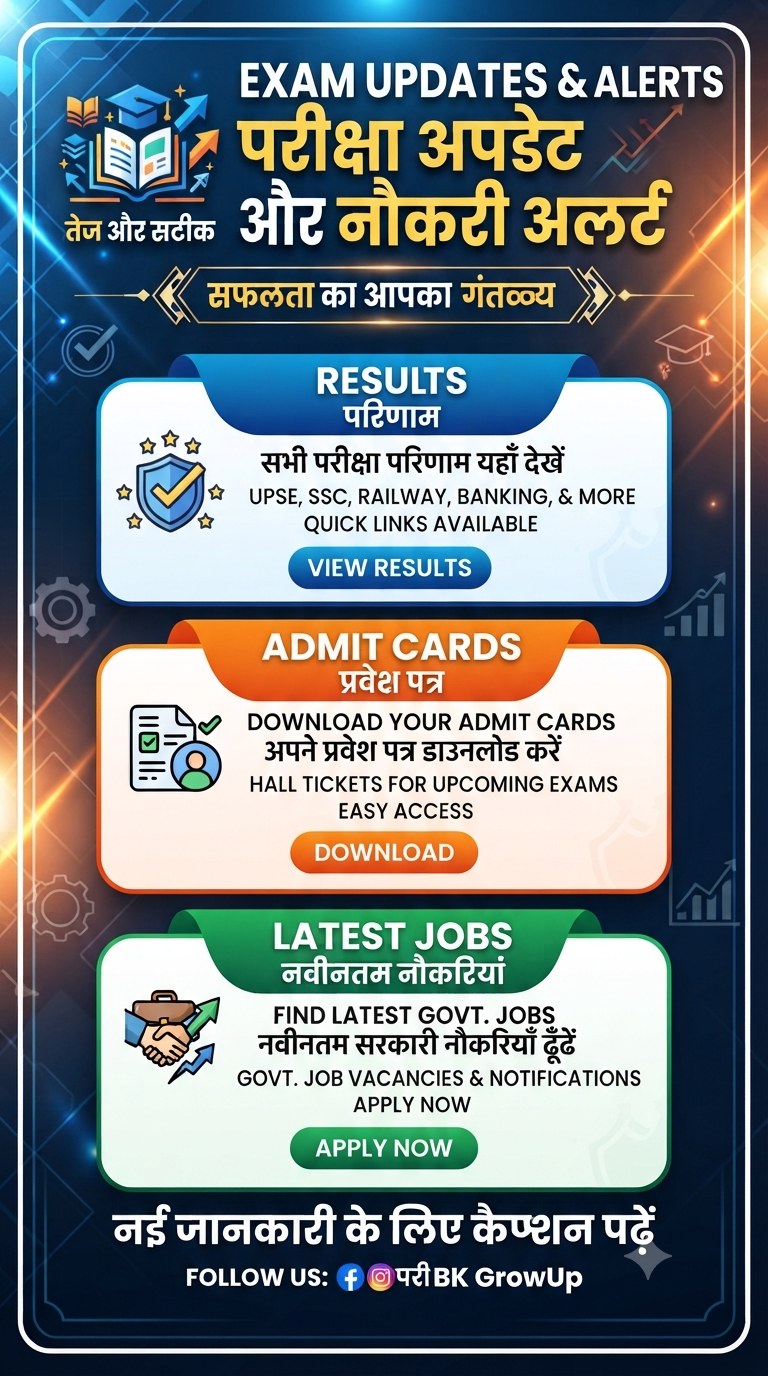 EXAM UPDATES & ALERTS
परीक्षा अपडेट
और नौकरी अलर्ट
तेज और सटीक
सफलता का आपका गंतव्य
RESULTS
परिणाम
सभी परीक्षा परिणाम यहाँ देखें
UPSE, SSC, RAILWAY, BANKING, & MORE
QUICK LINKS AVAILABLE
VIEW RESULTS
ADMIT CARDS
प्रवेश पत्र
DOWNLOAD YOUR ADMIT CARDS
अपने प्रवेश पत्र डाउनलोड करें
HALL TICKETS FOR UPCOMING EXAMS
EASY ACCESS
DOWNLOAD
LATEST JOBS
नवीनतम नौकरियां
FIND LATEST GOVT. JOBS
नवीनतम सरकारी नौकरियाँ ढूँढें
GOVT. JOB VACANCIES & NOTIFICATIONS
APPLY NOW
APPLY NOW
नई जानकारी के लिए कैप्शन पढ़ें
FOLLOW US: परी BK GrowUp